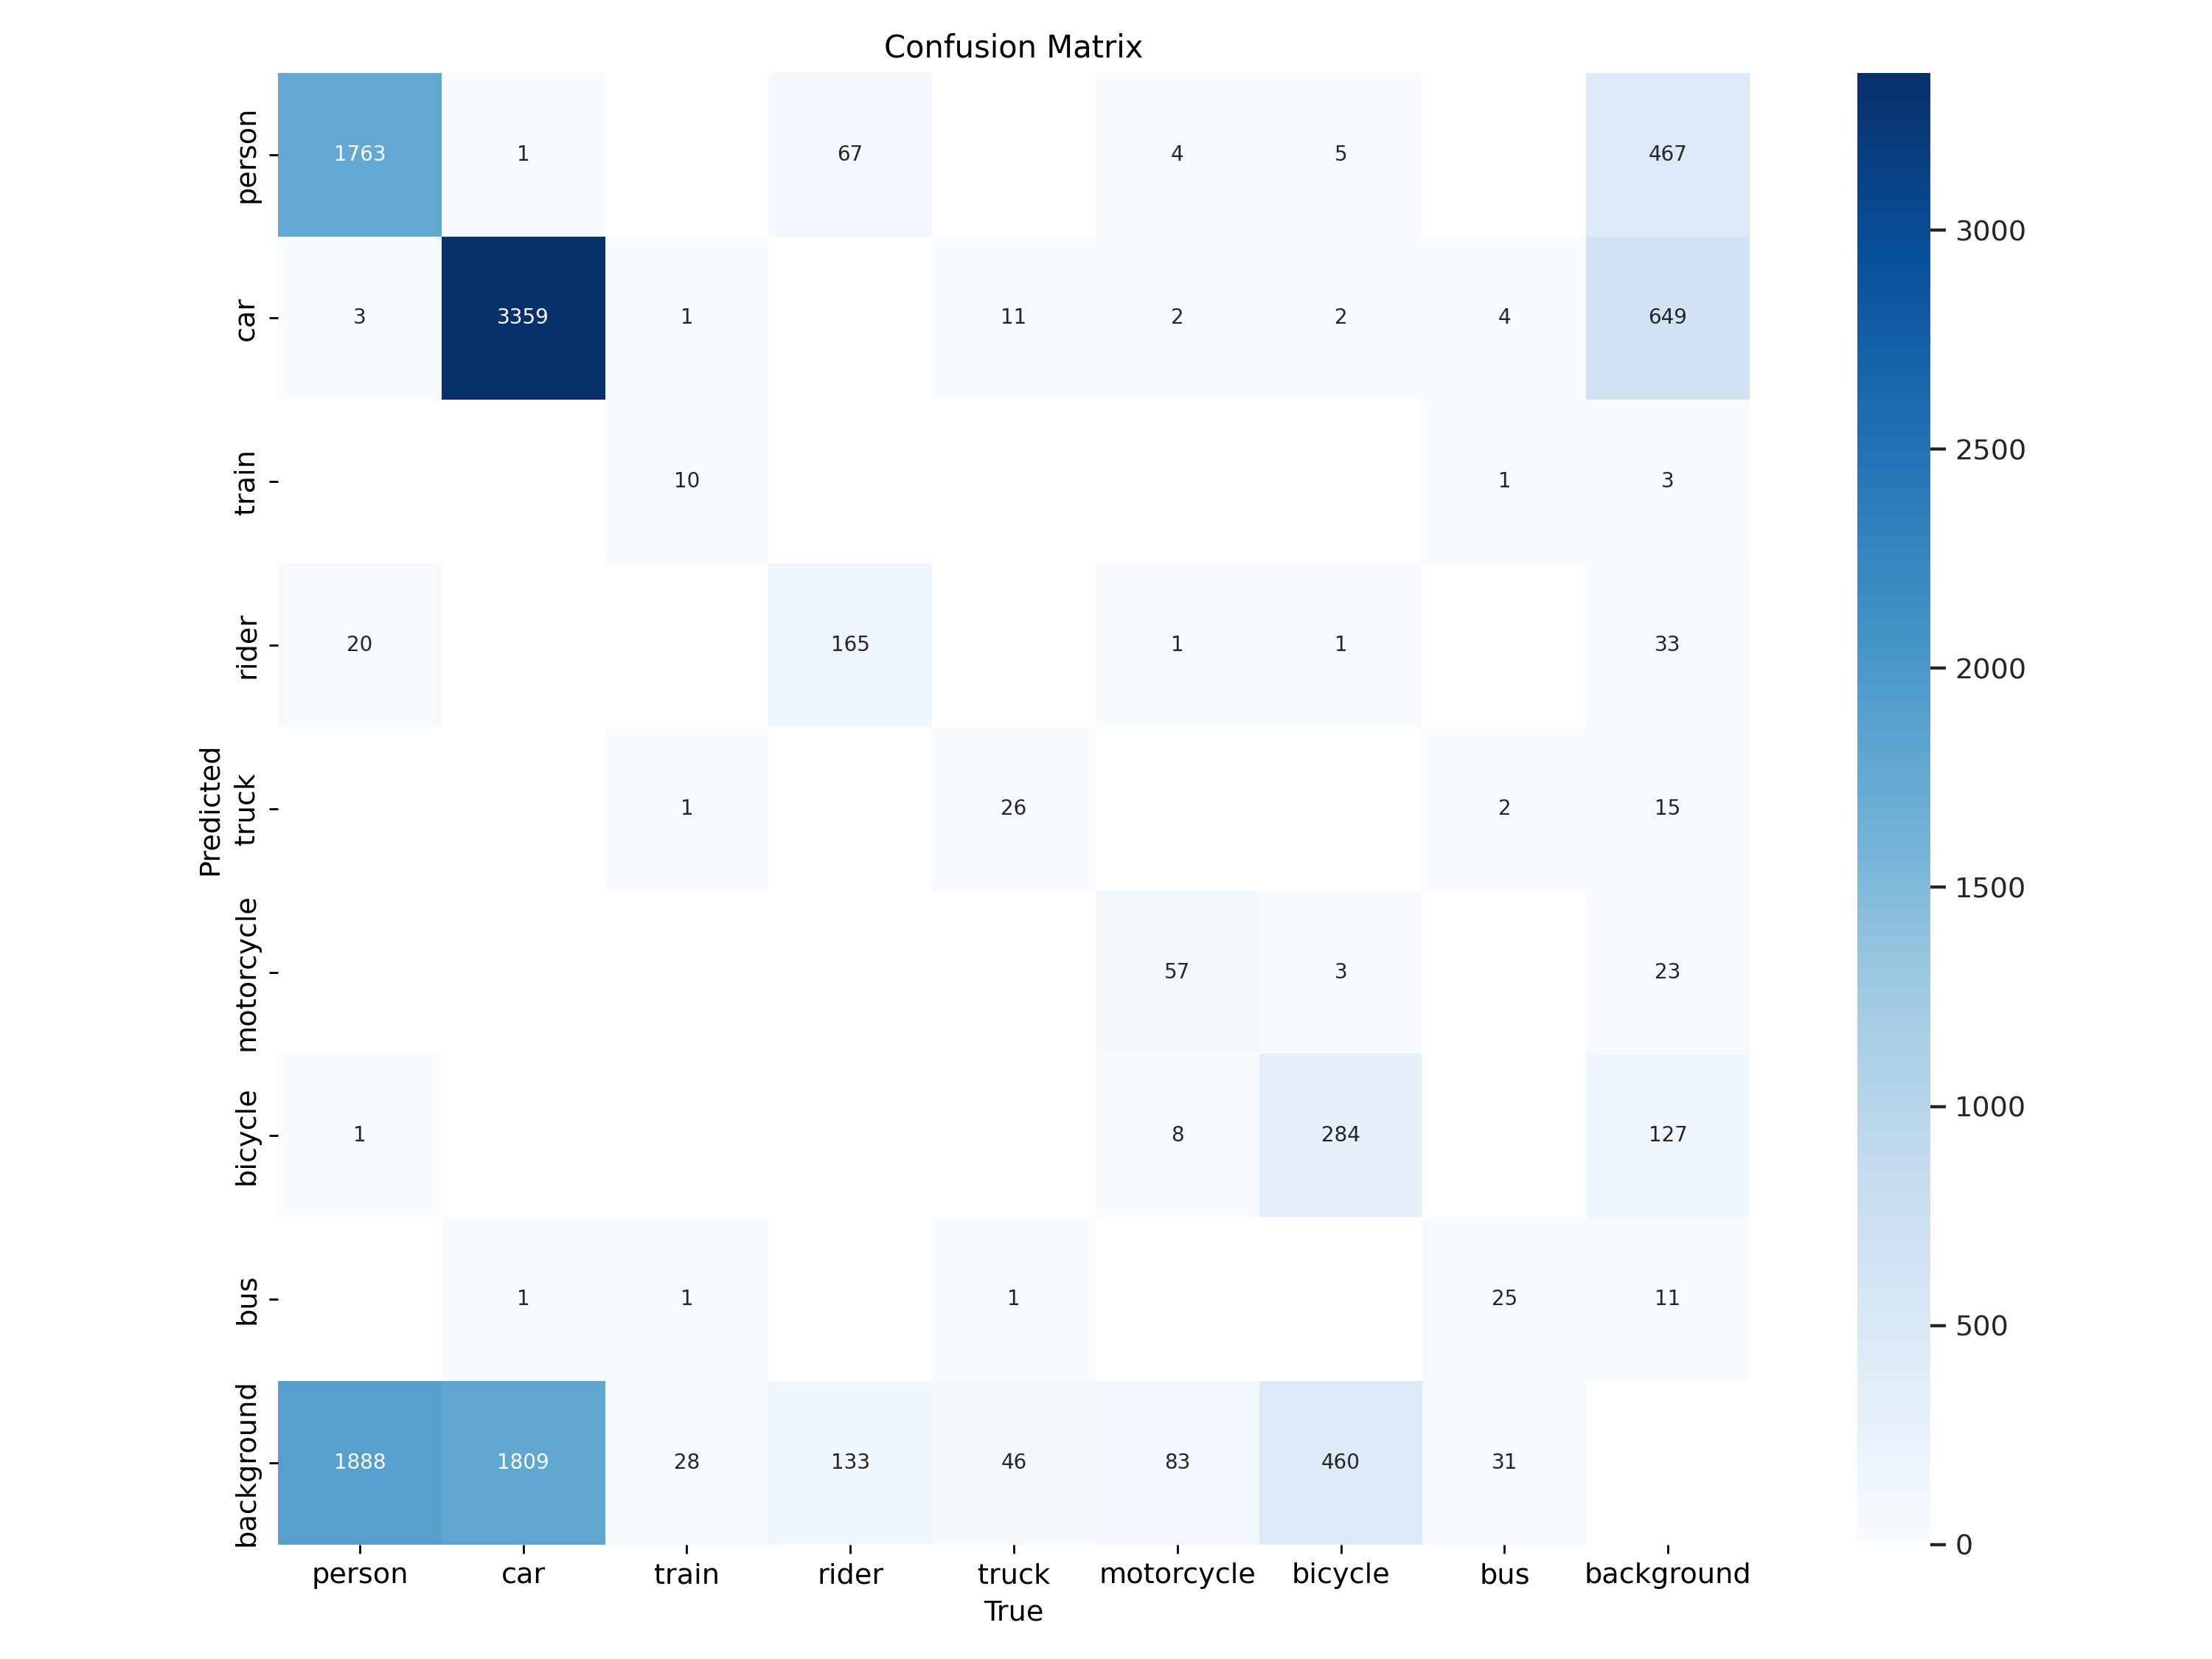 Confusion Matrix
person 1763 1 67 4 5 467
car 3 3359 1 11 2 2 4 649
train 10 1 3
rider 20 165 1 1 33
truck 1 26 2 15
motorcycle 57 3 23
bicycle 1 8 284 127
bus 1 1 1 25 11
background 1888 1809 28 133 46 83 460 31
Predicted
person car train rider truck motorcycle bicycle bus background
True
3000
2500
2000
1500
1000
500
0